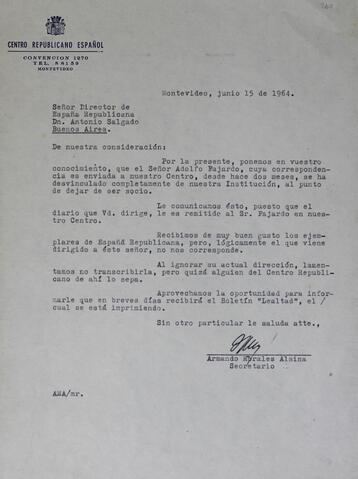 CENTRO REPUBLICANO ESPAÑOL
CONVENCION 1270
TEL. 86159
MONTEVIDEO
Montevideo, junio 15 de 1964.
Señor Director de
España Republicana
Dn. Antonio Salgado
Buenos Aires.
De nuestra consideración:
Por la presente, ponemos en vuestro
conocimiento, que el Señor Adolfo Fajardo, cuya correspondencia
es enviada a nuestro Centro, desde hace dos meses, se ha
desvinculado completamente de nuestra Institución, al punto
de dejar de ser socio.
Le comunicamos ésto, puesto que el
diario que Vd. dirige, le es remitido al Sr. Fajardo en nuestro
Centro.
Recibimos de muy buen gusto los ejemplares
de España Republicana, pero, lógicamente el que viene
dirigido a éste señor, no nos corresponde.
Al ignorar su actual dirección, lamentamos
no transcribirla, pero quizá alguien del Centro Republicano
de ahí lo sepa.
Aprovechamos la oportunidad para informarle
que en breves días recibirá el Boletín "Lealtad", el /
cual se está imprimiendo.
Sin otro particular le saluda atte.,
Armando Morales Alsina
Secretario
AMA/mr.